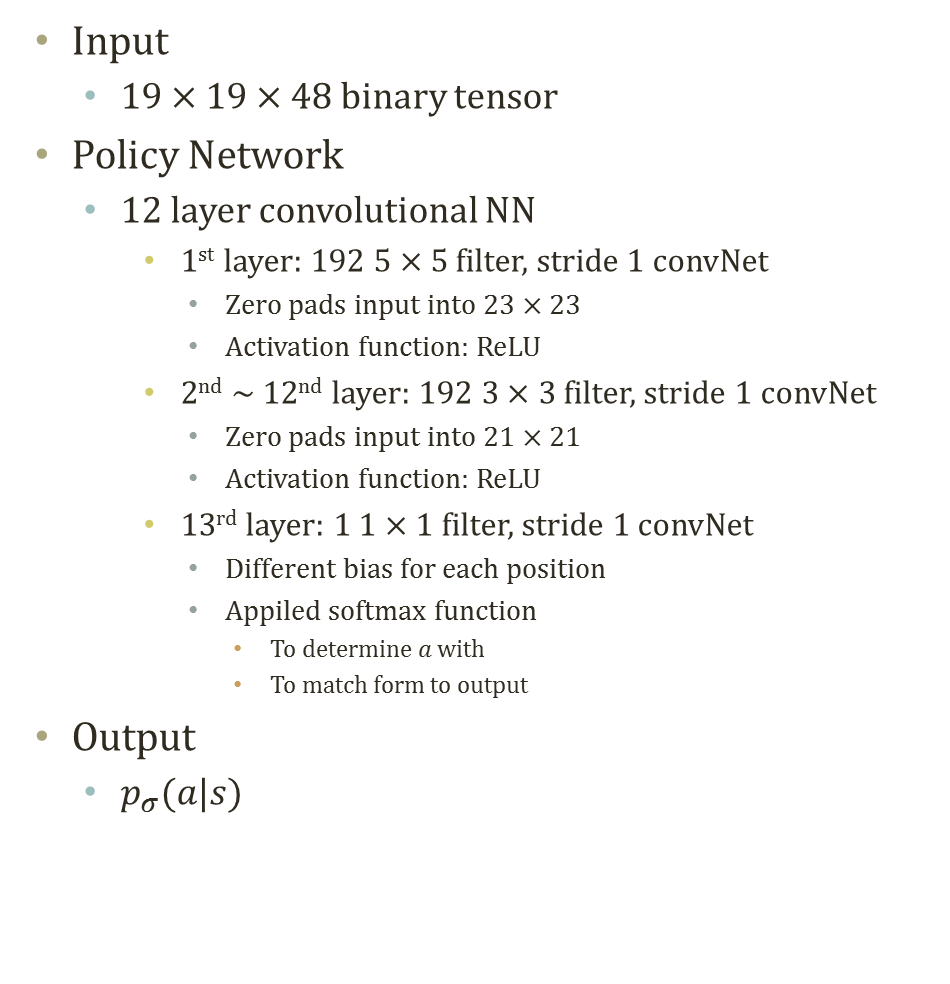 Input
19 × 19 × 48 binary tensor
Policy Network
12 layer convolutional NN
1st layer: 192 5 × 5 filter, stride 1 convNet
Zero pads input into 23 × 23
Activation function: ReLU
2nd ~ 12nd layer: 192 3 × 3 filter, stride 1 convNet
Zero pads input into 21 × 21
Activation function: ReLU
13rd layer: 1 1 × 1 filter, stride 1 convNet
Different bias for each position
Appiled softmax function
To determine a with
To match form to output
Output
pσ(a|s)